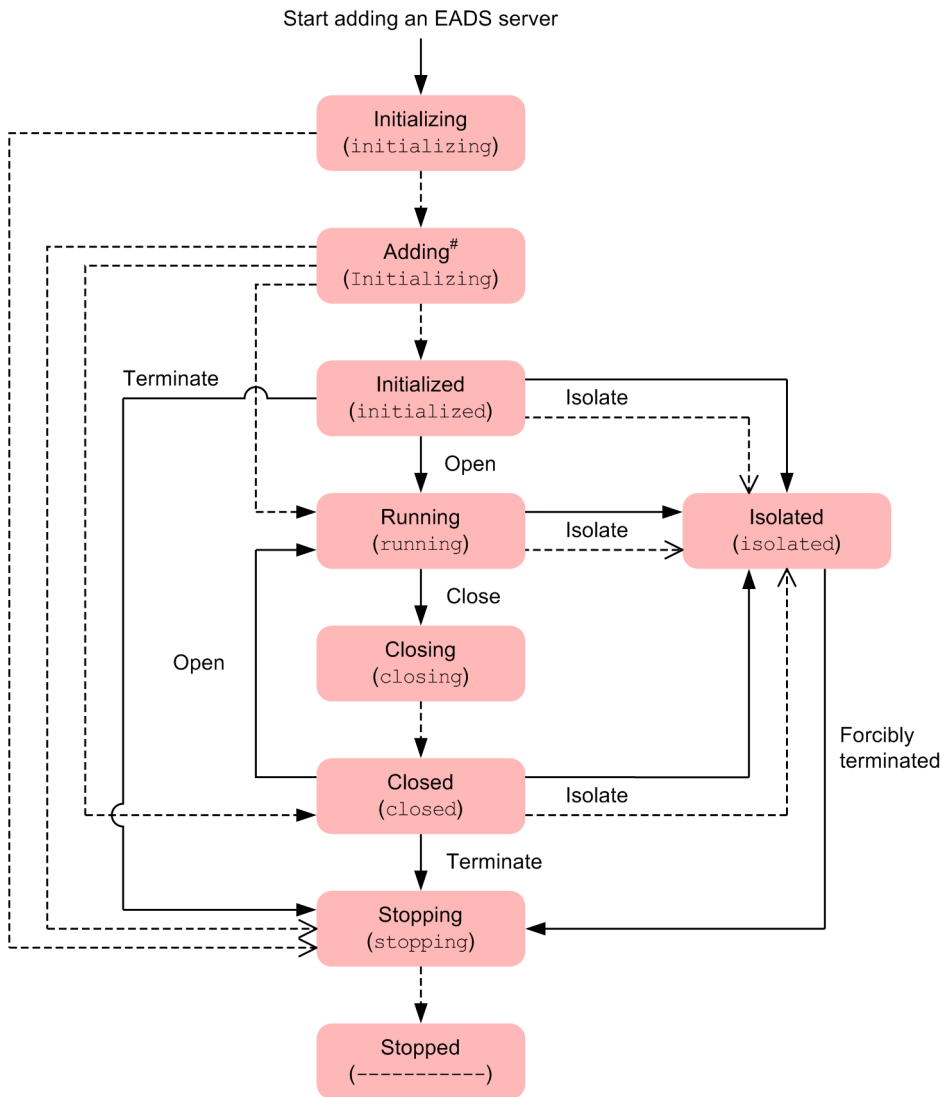 Start adding an EADS server
Initializing
(initializing)
Adding#
(Initializing)
Terminate
Initialized
(initialized)
Isolate
Open
Running
(running)
Isolate
Isolated
(isolated)
Close
Closing
(closing)
Open
Forcibly
terminated
Closed
(closed)
Isolate
Terminate
Stopping
(stopping)
Stopped
(-----------)